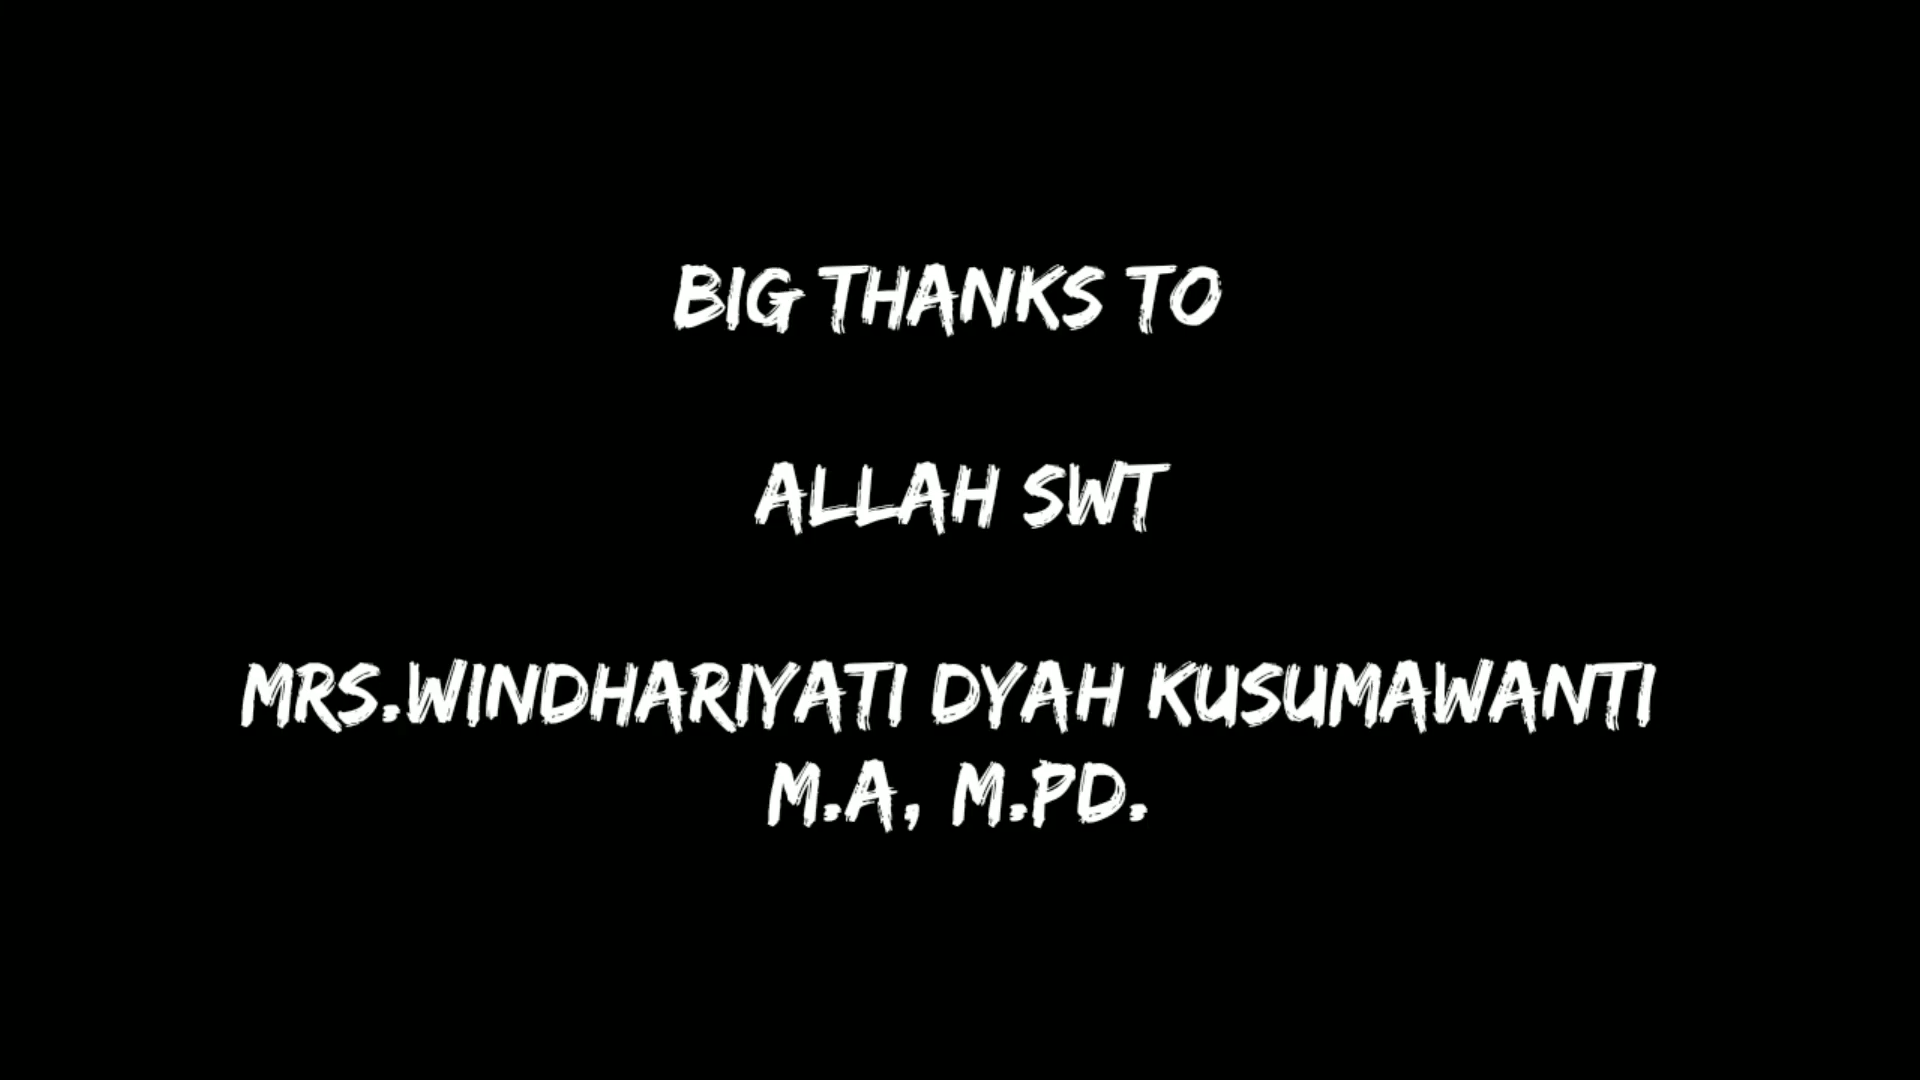 BIG THANKS TO
ALLAH SWT
MRS.WINDHARIYATI DYAH KUSUMAWANTI
M.A, M.PD.